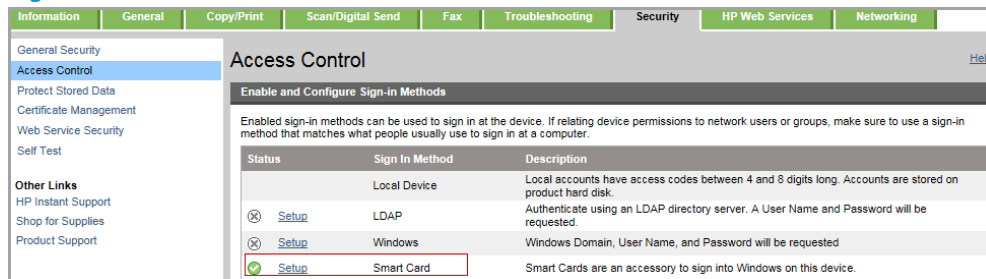 Information General Copy/Print Scan/Digital Send Fax Troubleshooting Security HP Web Services Networking
General Security
Access Control
Protect Stored Data
Certificate Management
Web Service Security
Self Test
Other Links
HP Instant Support
Shop for Supplies
Product Support
Access Control
Enable and Configure Sign-in Methods
Enabled sign-in methods can be used to sign in at the device. If relating device permissions to network users or groups, make sure to use a sign-in
method that matches what people usually use to sign in at a computer.
Status Sign In Method Description
Local Device Local accounts have access codes between 4 and 8 digits long. Accounts are stored on
product hard disk.
Setup LDAP Authenticate using an LDAP directory server. A User Name and Password will be
requested.
Setup Windows Windows Domain, User Name, and Password will be requested
Setup Smart Card Smart Cards are an accessory to sign into Windows on this device.